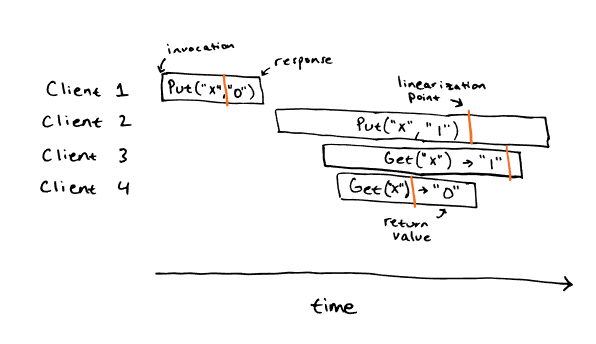 invocation
response
Client 1
Put("x","0")
linearization
point
Client 2
Put("x", "1")
Client 3
Get("x") → "1"
Client 4
Get("x") → "0"
return
value
time